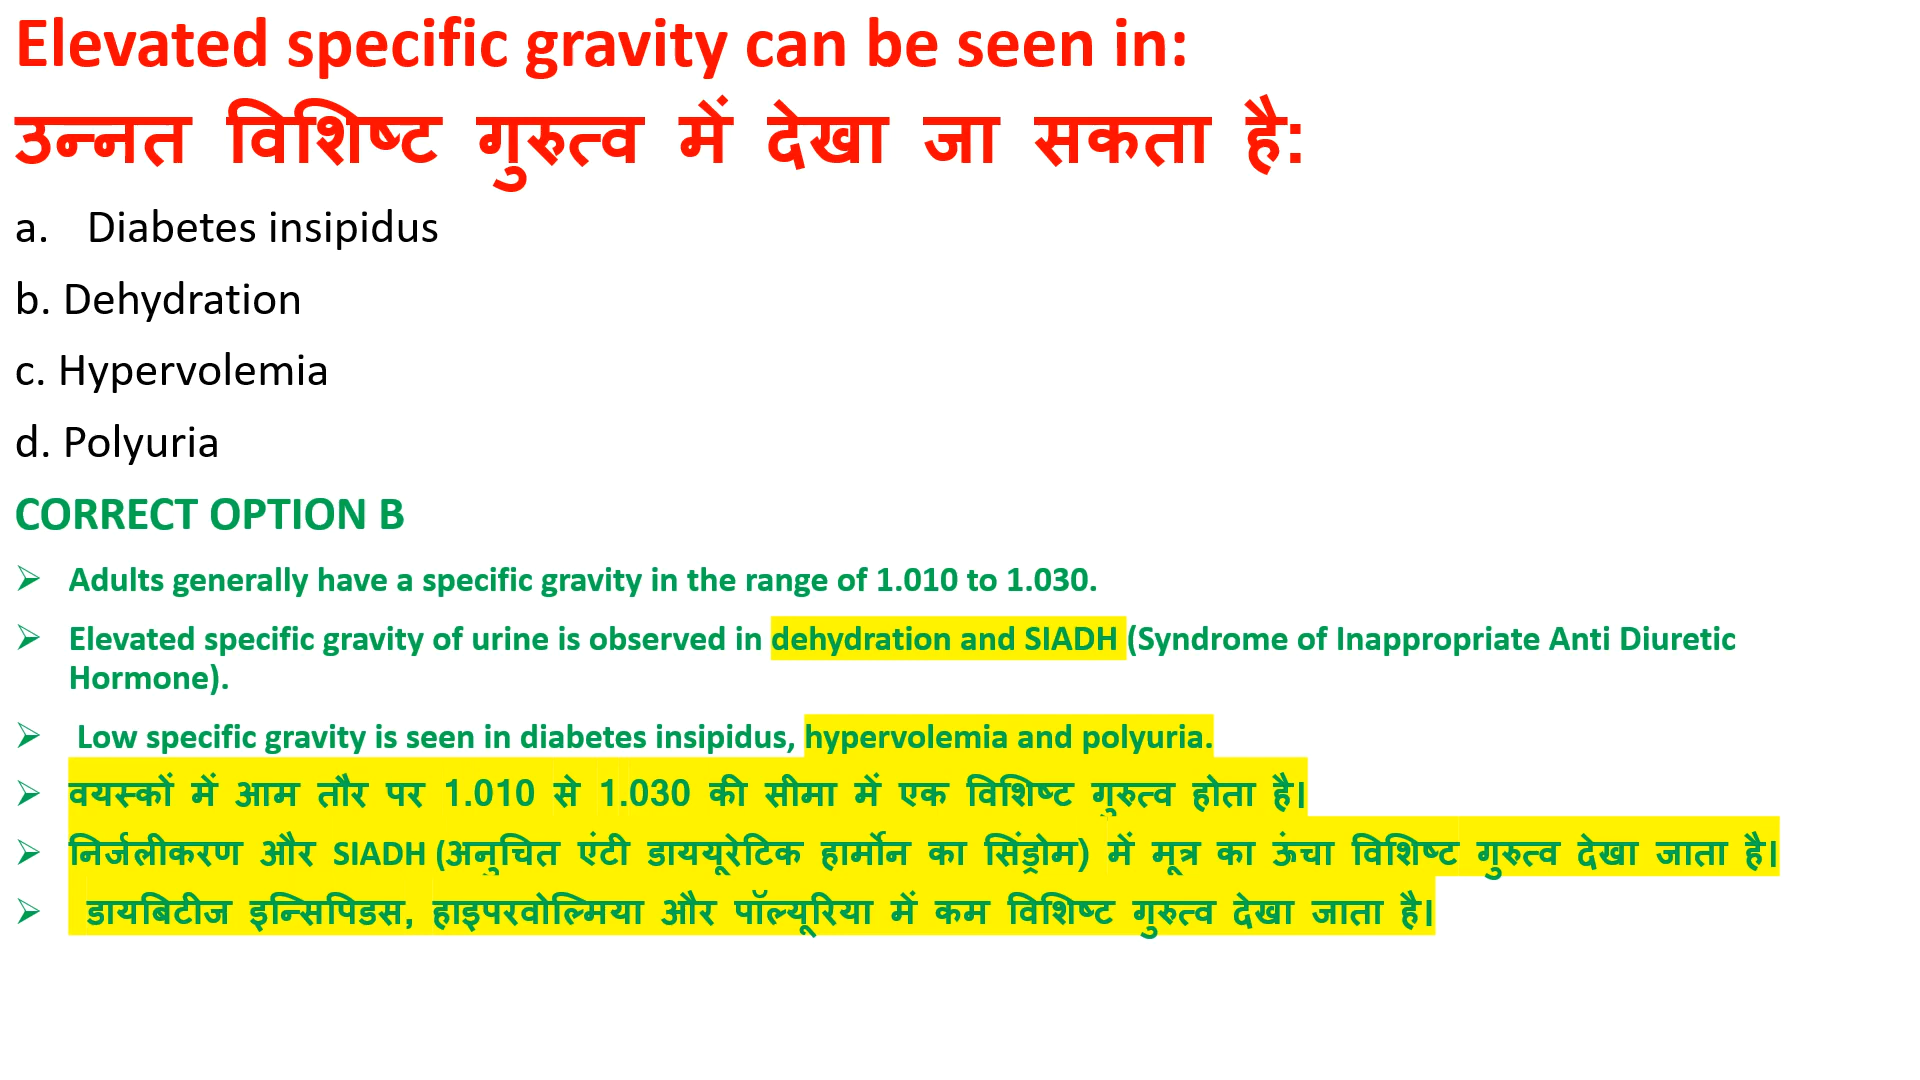 Elevated specific gravity can be seen in:
उन्नत विशिष्ट गुरुत्व में देखा जा सकता है:
a. Diabetes insipidus
b. Dehydration
c. Hypervolemia
d. Polyuria
CORRECT OPTION B
➢ Adults generally have a specific gravity in the range of 1.010 to 1.030.
➢ Elevated specific gravity of urine is observed in dehydration and SIADH (Syndrome of Inappropriate Anti Diuretic
Hormone).
➢ Low specific gravity is seen in diabetes insipidus, hypervolemia and polyuria.
➢ वयस्कों में आम तौर पर 1.010 से 1.030 की सीमा में एक विशिष्ट गुरुत्व होता है।
➢ निर्जलीकरण और SIADH (अनुचित एंटी डाययूरेटिक हार्मोन का सिंड्रोम) में मूत्र का ऊंचा विशिष्ट गुरुत्व देखा जाता है।
➢ डायबिटीज इन्सिपिडस, हाइपरवोल्मिया और पॉल्यूरिया में कम विशिष्ट गुरुत्व देखा जाता है।